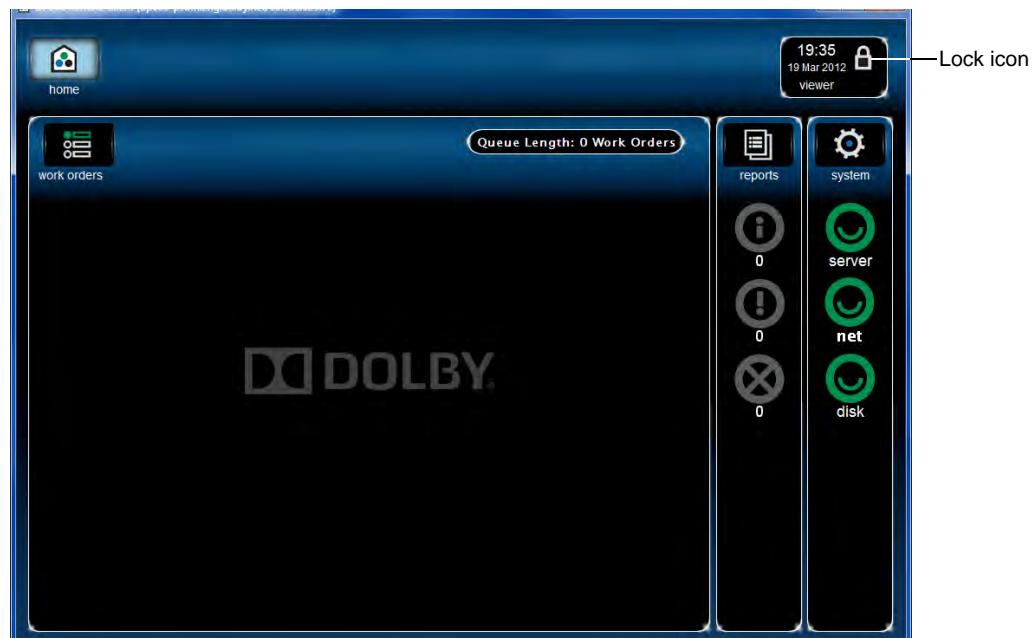 home
19:35
19 Mar 2012
viewer
Lock icon
work orders
Queue Length: 0 Work Orders
reports
system
0
server
0
net
0
disk
DOLBY